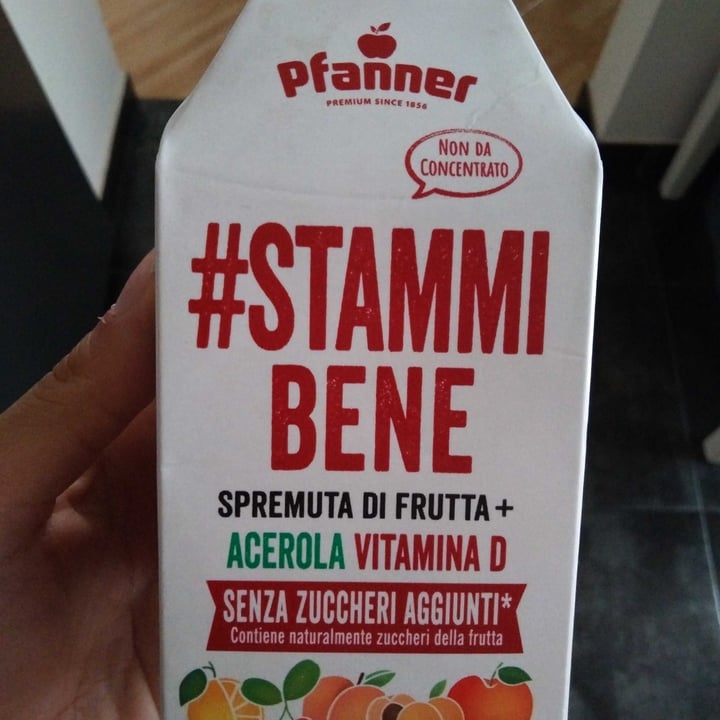 Pfanner
PREMIUM SINCE 1856
NON DA
CONCENTRATO
#STAMMI
BENE
SPREMUTA DI FRUTTA+
ACEROLA VITAMINA D
SENZA ZUCCHERI AGGIUNTI*
Contiene naturalmente zuccheri della frutta